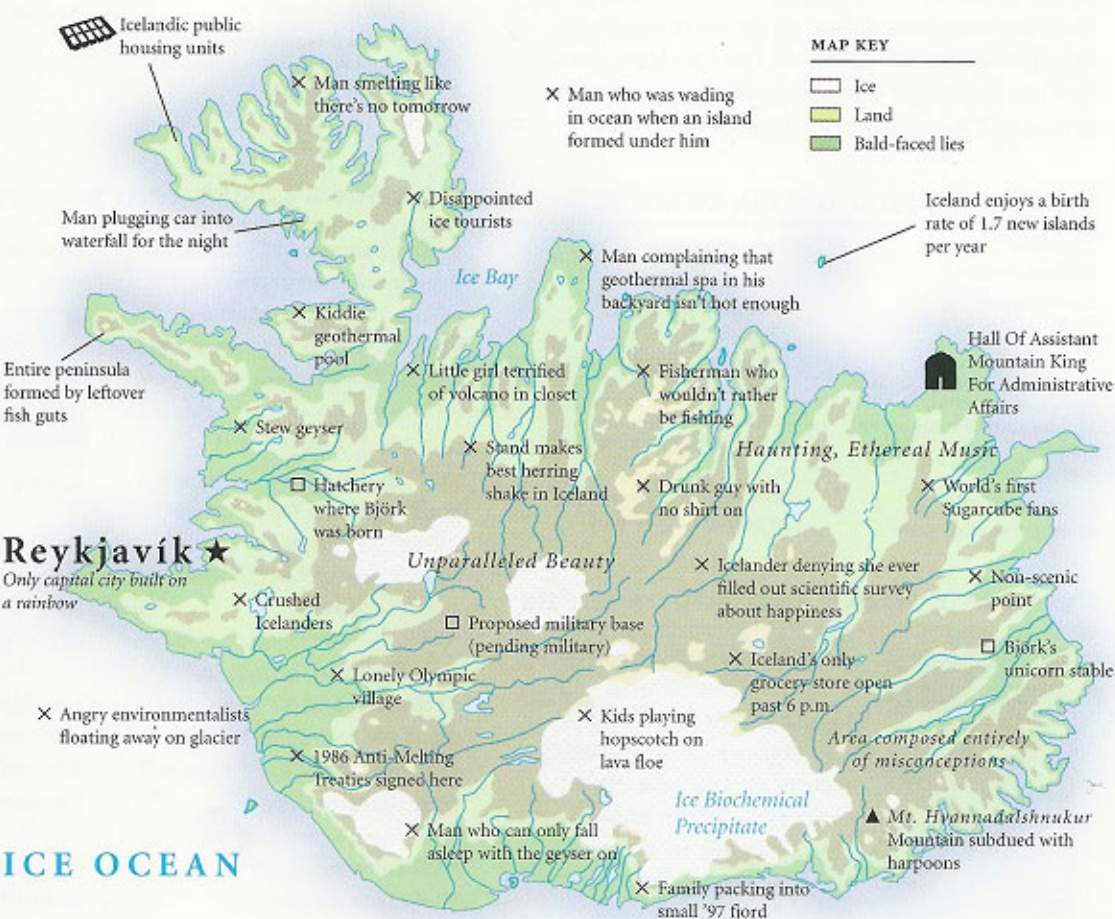 Icelandic public
housing units
Man smelting like
there's no tomorrow
Man who was wading
in ocean when an island
formed under him
MAP KEY
Ice
Land
Bald-faced lies
Man plugging car into
waterfall for the night
Disappointed
ice tourists
Iceland enjoys a birth
rate of 1.7 new islands
per year
Ice Bay
Man complaining that
geothermal spa in his
backyard isn't hot enough
Kiddie
geothermal
pool
Entire peninsula
formed by leftover
fish guts
Little girl terrified
of volcano in closet
Fisherman who
wouldn't rather
be fishing
Hall Of Assistant
Mountain King
For Administrative
Affairs
Stew geyser
Stand makes
best herring
shake in Iceland
Haunting, Ethereal Music
Hatchery
where Björk
was born
Drunk guy with
no shirt on
World's first
Sugarcube fans
Reykjavík
Only capital city built on
a rainbow
Unparalleled Beauty
Icelander denying she ever
filled out scientific survey
about happiness
Non-scenic
point
Crushed
Icelanders
Proposed military base
(pending military)
Björk's
unicorn stable
Lonely Olympic
village
Iceland's only
grocery store open
past 6 p.m.
Angry environmentalists
floating away on glacier
Kids playing
hopscotch on
lava floe
Area composed entirely
of misconceptions
1986 Anti-Melting
Treaties signed here
Ice Biochemical
Precipitate
Mt. Hvannadalshnukur
Mountain subdued with
harpoons
Man who can only fall
asleep with the geyser on
ICE OCEAN
Family packing into
small '97 fjord